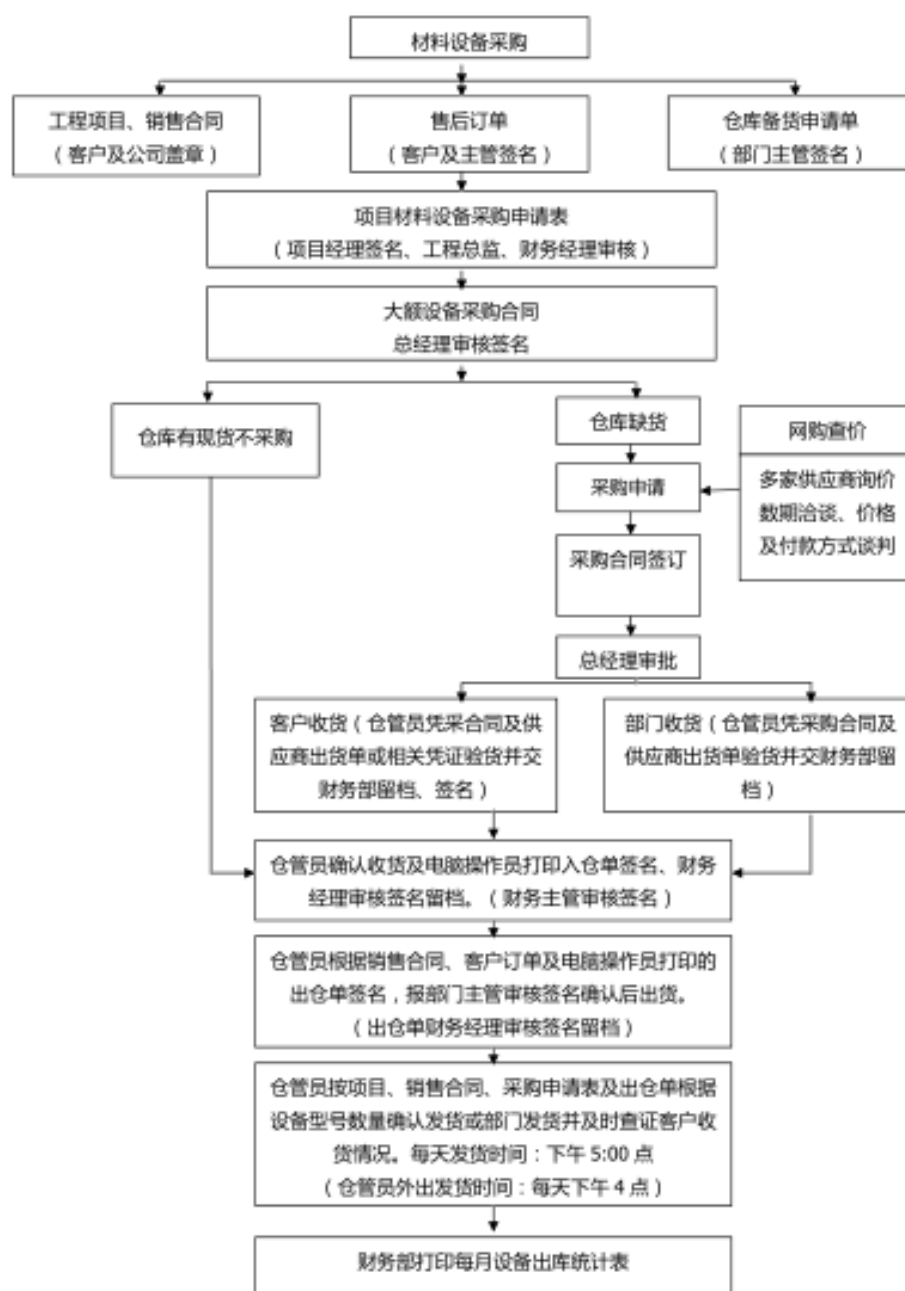 材料设备采购
工程项目、销售合同
（客户及公司盖章）
售后订单
（客户及主管签名）
仓库备货申请单
（部门主管签名）
项目材料设备采购申请表
（项目经理签名、工程总监、财务经理审核）
大额设备采购合同
总经理审核签名
仓库有现货不采购
仓库缺货
网购查价
采购申请
多家供应商询价
数期洽谈、价格
及付款方式谈判
采购合同签订
总经理审批
客户收货（仓管员凭采合同及供
应商出货单或相关凭证验货并交
财务部留档、签名）
部门收货（仓管员凭采购合同及
供应商出货单验货并交财务部留
档）
仓管员确认收货及电脑操作员打印入仓单签名、财务
经理审核签名留档。（财务主管审核签名）
仓管员根据销售合同、客户订单及电脑操作员打印的
出仓单签名，报部门主管审核签名确认后出货。
（出仓单财务经理审核签名留档）
仓管员按项目、销售合同、采购申请表及出仓单根据
设备型号数量确认发货或部门发货并及时查证客户收
货情况。每天发货时间：下午 5:00 点
（仓管员外出发货时间：每天下午 4 点）
财务部打印每月设备出库统计表